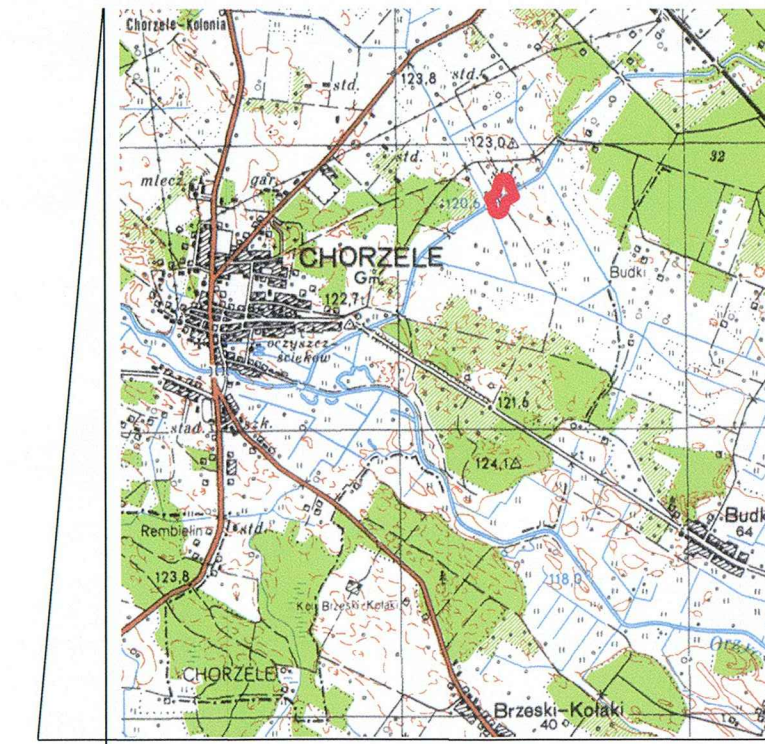 Chorzele-Kolonia
123,8
std.
std.
123,0
32
std.
mlecz.
gar.
120,6
CHORZELE
Gm.
Budki
122,7
oczyszcz.
ścieków
121,6
szk.
stad.
124,1
Budk
64
Rembielin
std.
123,8
118,0
Kol. Brzeski-Kołaki
CHORZELE
Brzeski-Kołaki
40